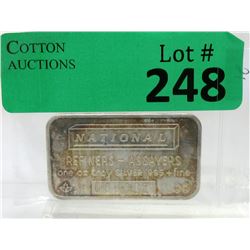 COTTON
AUCTIONS
Lot #
248
NATIONAL
REFINERS - ASSAYERS
one oz troy SILVER 999+fine